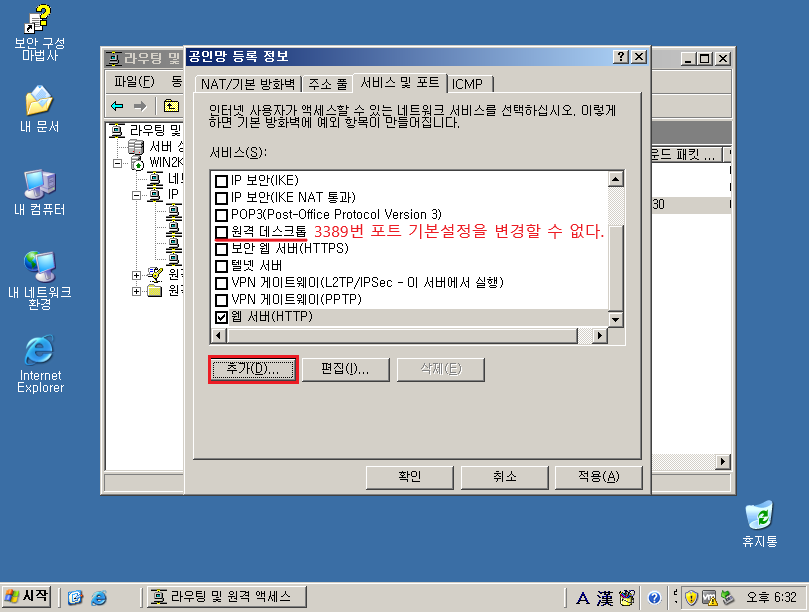 보안 구성
마법사
내 문서
내 컴퓨터
내 네트워크
환경
Internet
Explorer
휴지통
라우팅 및
파일(F) 동
라우팅 및
서버 상
WIN2K
네트
IP
원격
원격
공인망 등록 정보
NAT/기본 방화벽 주소 풀 서비스 및 포트 ICMP
인터넷 사용자가 액세스할 수 있는 네트워크 서비스를 선택하십시오. 이렇게
하면 기본 방화벽에 예외 항목이 만들어집니다.
서비스(S):
IP 보안(IKE)
IP 보안(IKE NAT 통과)
POP3(Post-Office Protocol Version 3)
원격 데스크톱 3389번 포트 기본설정을 변경할 수 없다.
보안 웹 서버(HTTPS)
텔넷 서버
VPN 게이트웨이(L2TP/IPSec - 이 서버에서 실행)
VPN 게이트웨이(PPTP)
웹 서버(HTTP)
추가(D)... 편집(I)... 삭제(E)
확인 취소 적용(A)
운드 패킷 ...
30
시작 라우팅 및 원격 액세스 A 漢 오후 6:32